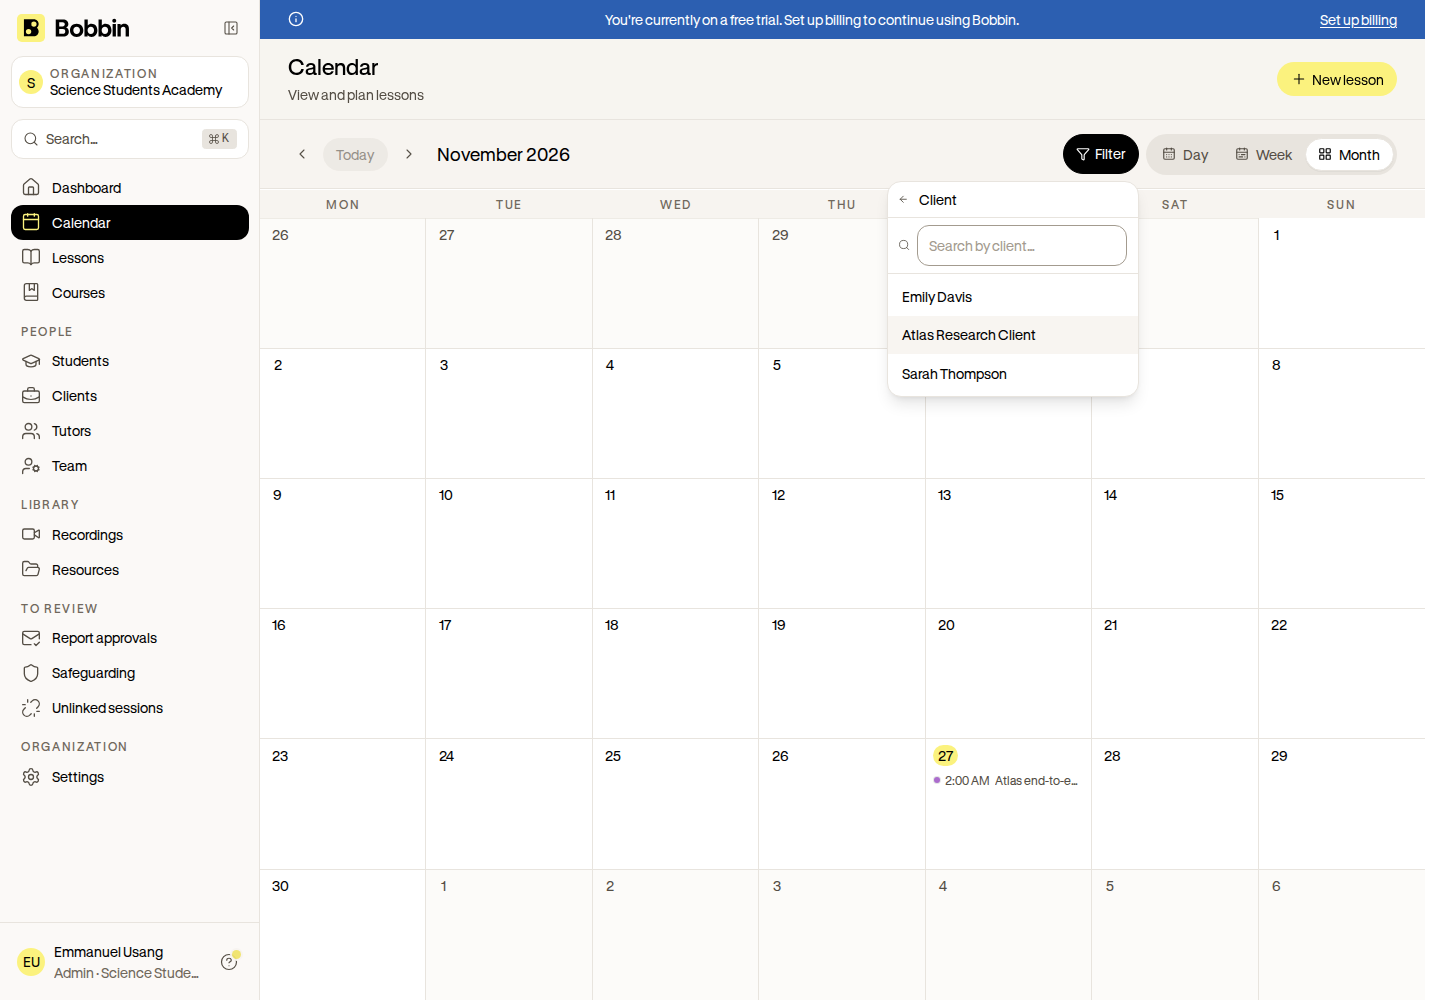 Bobbin
You're currently on a free trial. Set up billing to continue using Bobbin.
Set up billing
S
ORGANIZATION
Science Students Academy
Search...
⌘ K
Dashboard
Calendar
Lessons
Courses
PEOPLE
Students
Clients
Tutors
Team
LIBRARY
Recordings
Resources
TO REVIEW
Report approvals
Safeguarding
Unlinked sessions
ORGANIZATION
Settings
EU
Emmanuel Usang
Admin · Science Stude...
Calendar
View and plan lessons
New lesson
Today
November 2026
Filter
Day
Week
Month
MON TUE WED THU SAT SUN
Client
Search by client...
Emily Davis
Atlas Research Client
Sarah Thompson
26 27 28 29 1
2 3 4 5 8
9 10 11 12 13 14 15
16 17 18 19 20 21 22
23 24 25 26 27 28 29
2:00 AM Atlas end-to-e...
30 1 2 3 4 5 6